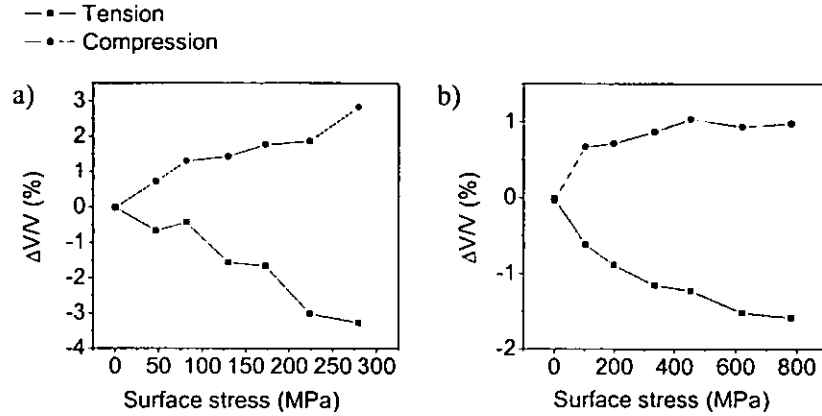 Tension
Compression
a)
3
2
1
0
-1
-2
-3
-4
ΔV/V (%)
0 50 100 150 200 250 300
Surface stress (MPa)
b)
1
0
-1
-2
ΔV/V (%)
0 200 400 600 800
Surface stress (MPa)